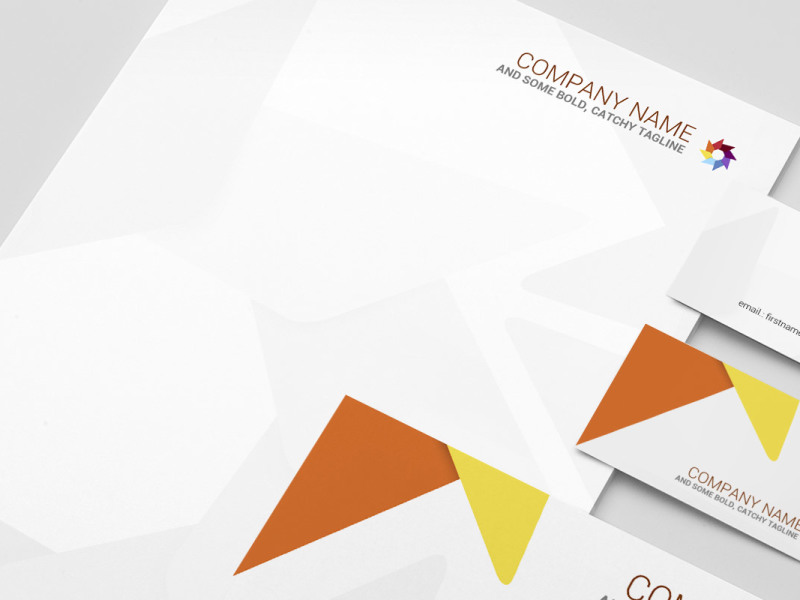 COMPANY NAME
AND SOME BOLD, CATCHY TAGLINE
email.: firstname
COMPANY NAME
AND SOME BOLD, CATCHY TAGLINE
COM